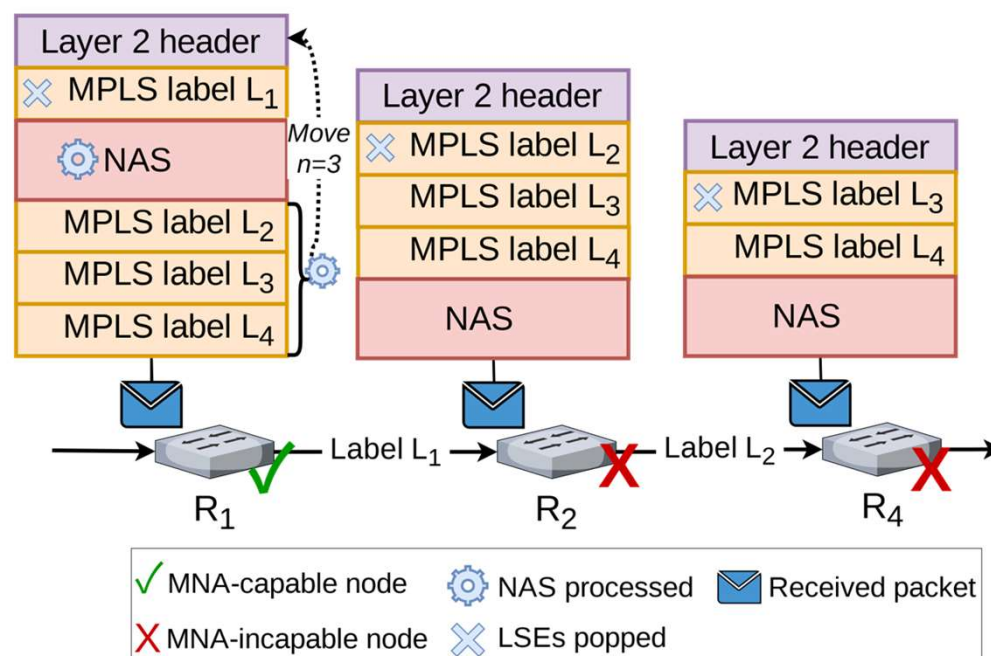 Layer 2 header
MPLS label L₁
NAS
MPLS label L₂
MPLS label L₃
MPLS label L₄
Move
n=3
Layer 2 header
MPLS label L₂
MPLS label L₃
MPLS label L₄
NAS
Layer 2 header
MPLS label L₃
MPLS label L₄
NAS
Label L₁
Label L₂
R₁
R₂
R₄
MNA-capable node
NAS processed
Received packet
MNA-incapable node
LSEs popped